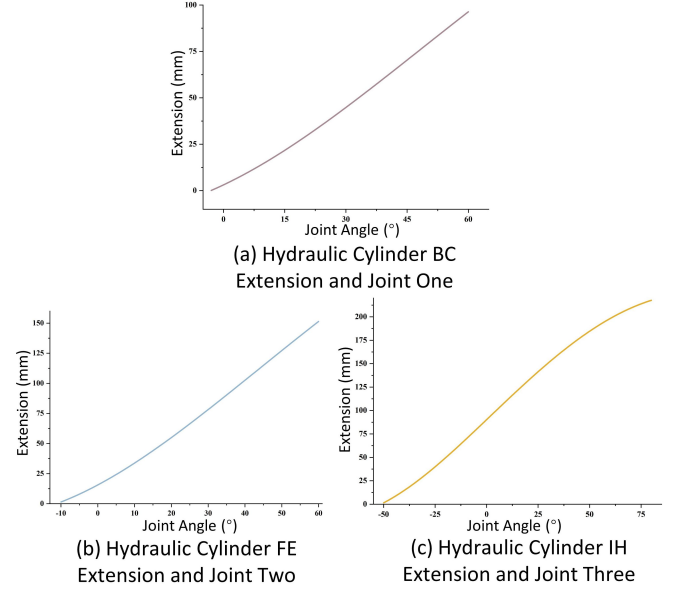 100
75
50
25
0
Extension (mm)
0 15 30 45 60
Joint Angle (°)
(a) Hydraulic Cylinder BC
Extension and Joint One
150
125
100
75
50
25
0
Extension (mm)
-10 0 10 20 30 40 50 60
Joint Angle (°)
(b) Hydraulic Cylinder FE
Extension and Joint Two
200
175
150
125
100
75
50
25
0
Extension (mm)
-50 -25 0 25 50 75
Joint Angle (°)
(c) Hydraulic Cylinder IH
Extension and Joint Three